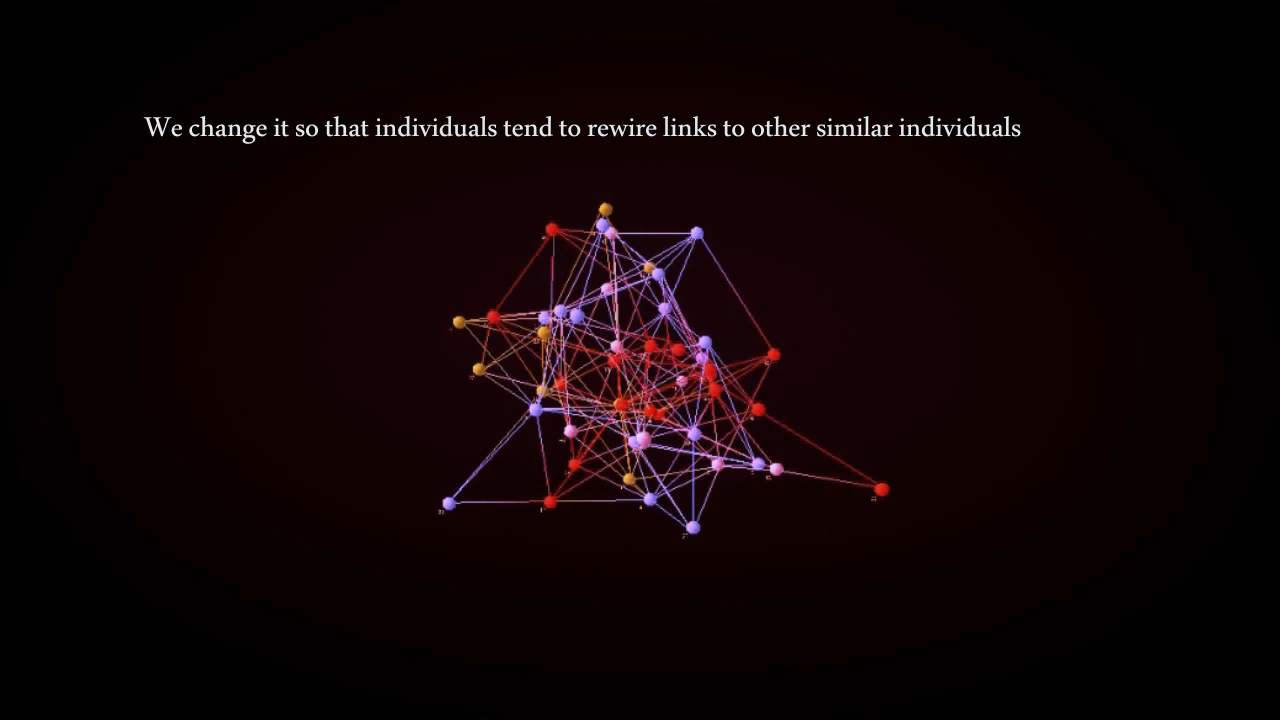 We change it so that individuals tend to rewire links to other similar individuals